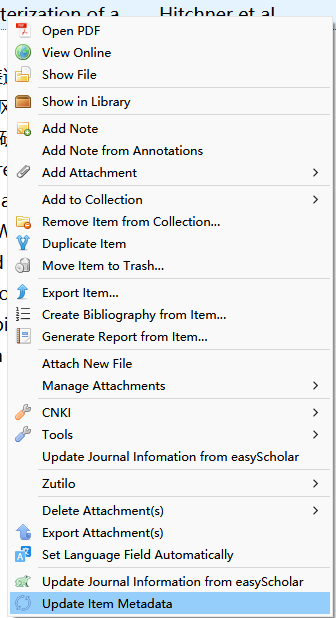 terization of a   Hitchner et al.
Open PDF
View Online
Show File
Show in Library
Add Note
Add Note from Annotations
Add Attachment
Add to Collection
Remove Item from Collection...
Duplicate Item
Move Item to Trash...
Export Item...
Create Bibliography from Item...
Generate Report from Item...
Attach New File
Manage Attachments
CNKI
Tools
Update Journal Infomation from easyScholar
Zutilo
Delete Attachment(s)
Export Attachment(s)
Set Language Field Automatically
Update Journal Information from easyScholar
Update Item Metadata